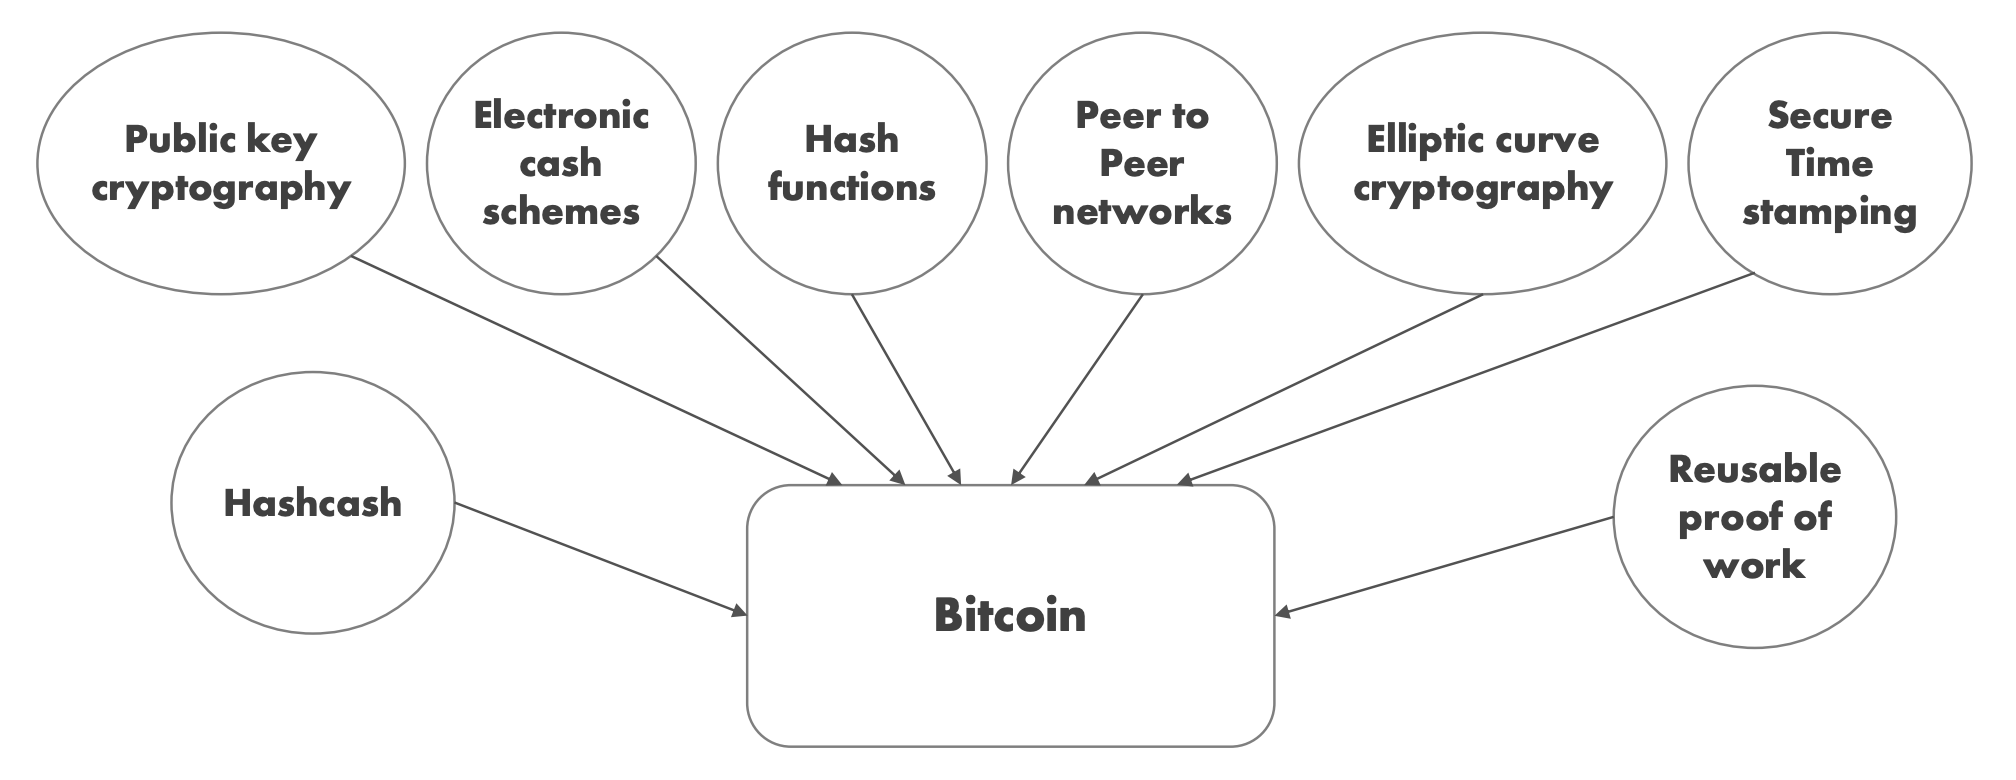 Public key
cryptography
Electronic
cash
schemes
Hash
functions
Peer to
Peer
networks
Elliptic curve
cryptography
Secure
Time
stamping
Hashcash
Reusable
proof of
work
Bitcoin